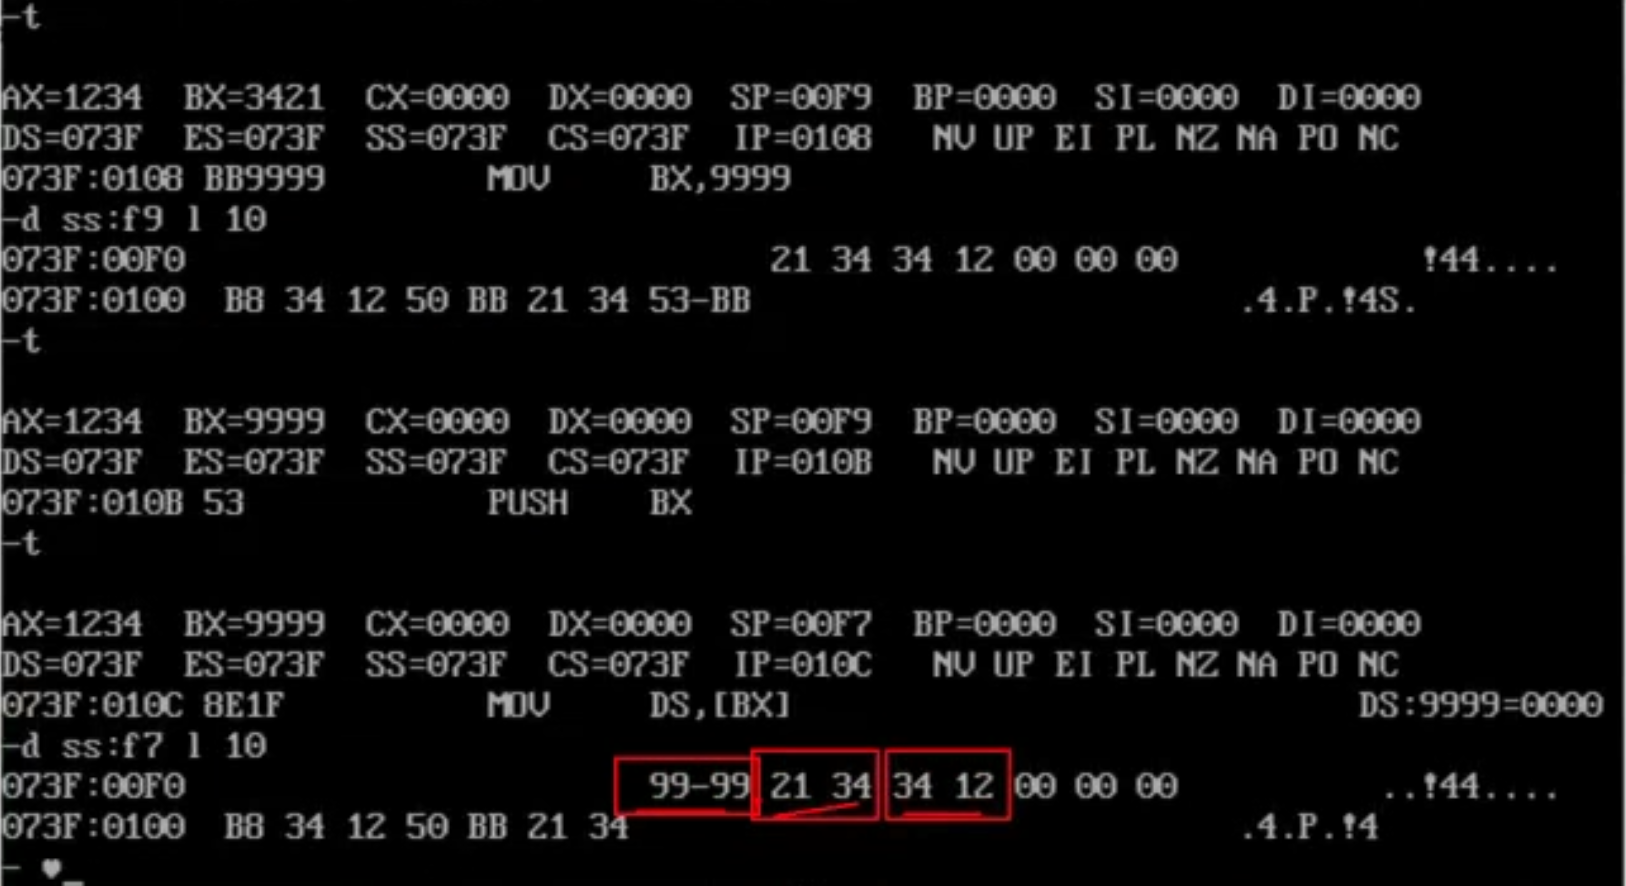 -t
AX=1234 BX=3421 CX=0000 DX=0000 SP=00F9 BP=0000 SI=0000 DI=0000
DS=073F ES=073F SS=073F CS=073F IP=0108 NV UP EI PL NZ NA PO NC
073F:0108 BB9999 MOV BX,9999
-d ss:f9 l 10
073F:00F0 21 34 34 12 00 00 00 !44....
073F:0100 B8 34 12 50 BB 21 34 53-BB .4.P.!4S.
-t
AX=1234 BX=9999 CX=0000 DX=0000 SP=00F9 BP=0000 SI=0000 DI=0000
DS=073F ES=073F SS=073F CS=073F IP=010B NV UP EI PL NZ NA PO NC
073F:010B 53 PUSH BX
-t
AX=1234 BX=9999 CX=0000 DX=0000 SP=00F7 BP=0000 SI=0000 DI=0000
DS=073F ES=073F SS=073F CS=073F IP=010C NV UP EI PL NZ NA PO NC
073F:010C 8E1F MOV DS,[BX] DS:9999=0000
-d ss:f7 l 10
073F:00F0 99-99 21 34 34 12 00 00 00 ..!44....
073F:0100 B8 34 12 50 BB 21 34 .4.P.!4
- ♥_